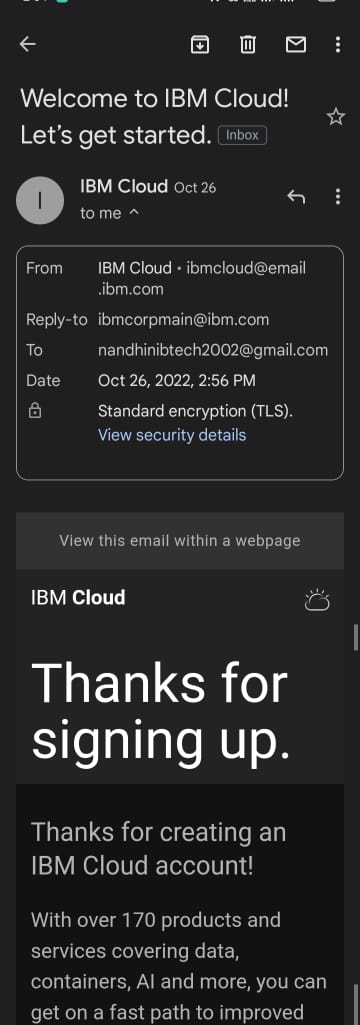 Welcome to IBM Cloud!
Let's get started. Inbox
I
IBM Cloud Oct 26
to me
From IBM Cloud • ibmcloud@email
.ibm.com
Reply-to ibmcorpmain@ibm.com
To nandhinibtech2002@gmail.com
Date Oct 26, 2022, 2:56 PM
Standard encryption (TLS).
View security details
View this email within a webpage
IBM Cloud
Thanks for
signing up.
Thanks for creating an
IBM Cloud account!
With over 170 products and
services covering data,
containers, AI and more, you can
get on a fast path to improved